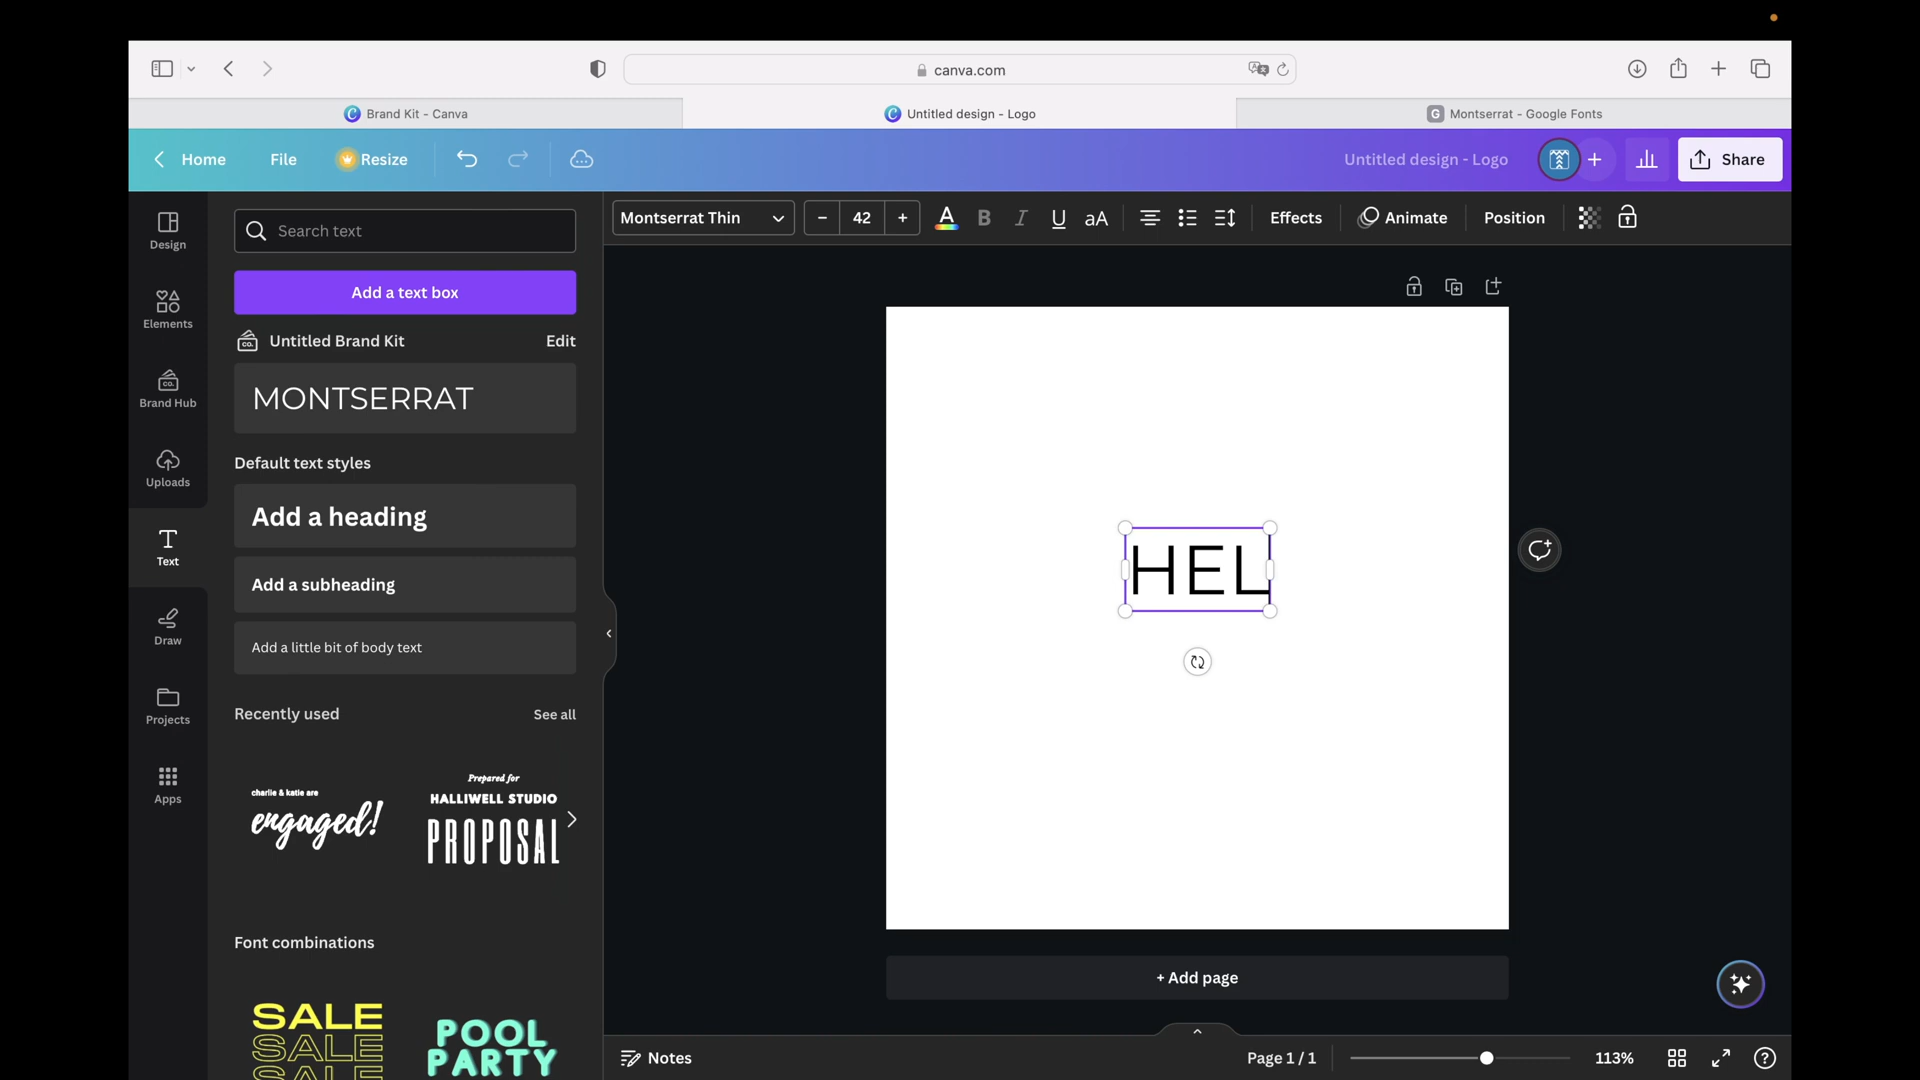 canva.com
Brand Kit - Canva
Untitled design - Logo
G Montserrat - Google Fonts
Home
File
Resize
Untitled design - Logo
Share
Design
Elements
Brand Hub
Uploads
Text
Draw
Projects
Apps
Search text
Add a text box
CO.
Untitled Brand Kit
Edit
MONTSERRAT
Default text styles
Add a heading
Add a subheading
Add a little bit of body text
Recently used
See all
charlie & katie are
engaged!
Prepared for
HALLIWELL STUDIO
PROPOSAL
Font combinations
SALE
SALE
SALE
POOL
PARTY
Montserrat Thin
− 42 +
A B I U aA
Effects
Animate
Position
HEL
+ Add page
Notes
Page 1 / 1
113%
?